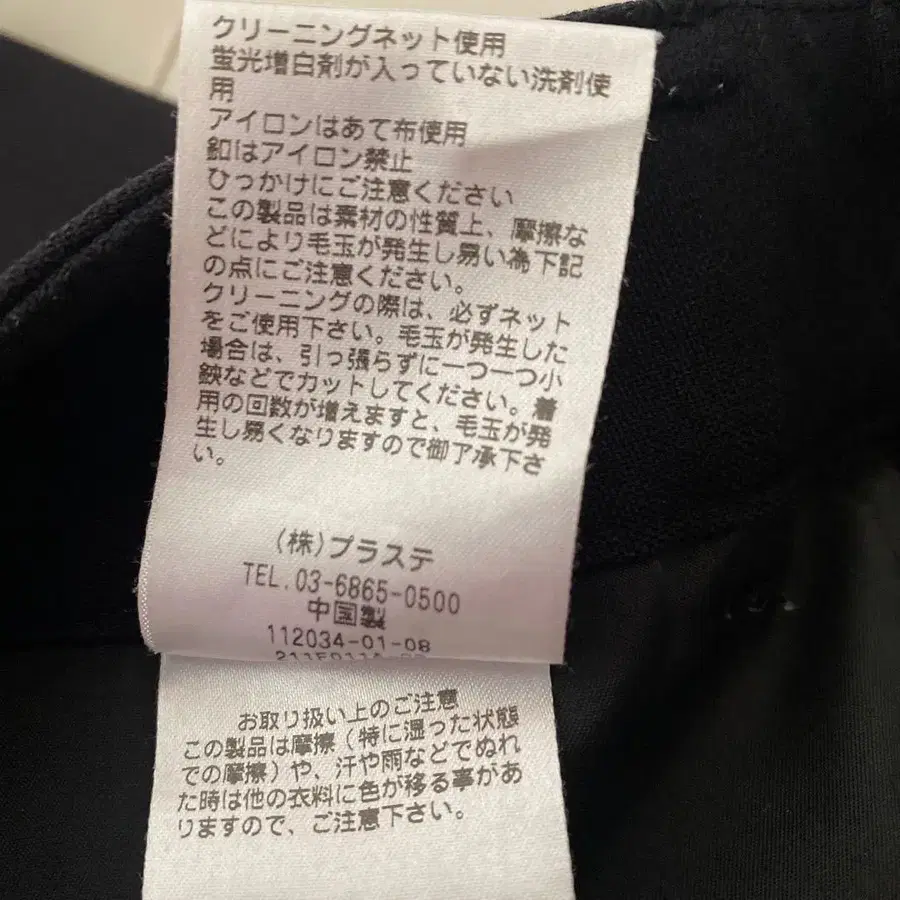 クリーニングネット使用
蛍光増白剤が入っていない洗剤使
用
アイロンはあて布使用
釦はアイロン禁止
ひっかけにご注意ください
この製品は素材の性質上、摩擦な
どにより毛玉が発生し易い為下記
の点にご注意ください。
クリーニングの際は、必ずネット
をご使用下さい。毛玉が発生した
場合は、引っ張らずに一つ一つ小
鋏などでカットしてください。着
用の回数が増えますと、毛玉が発
生し易くなりますので御了承下さ
い。
(株)プラステ
TEL.03-6865-0500
中国製
112034-01-08
お取り扱い上のご注意
この製品は摩擦(特に湿った状態
での摩擦)や、汗や雨などでぬれ
た時は他の衣料に色が移る事があ
りますので、ご注意下さい。